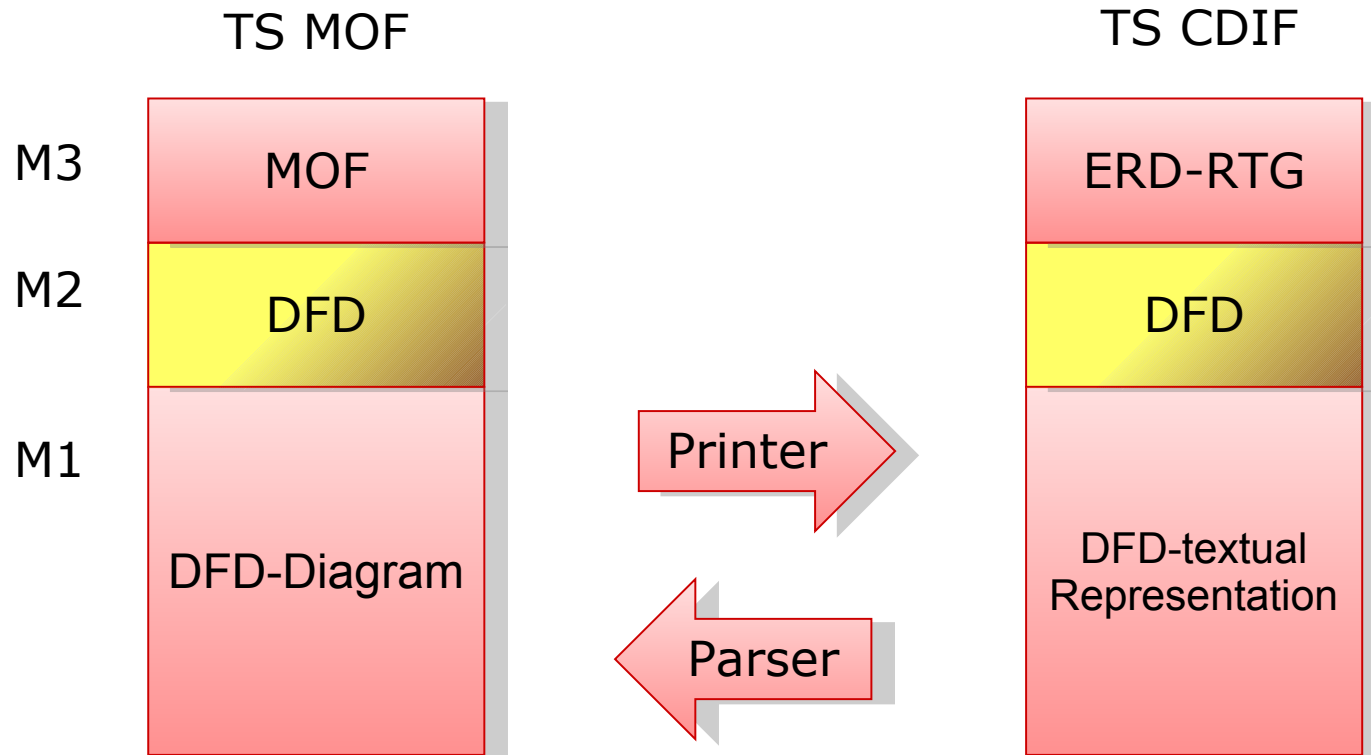 TS MOF
TS CDIF
M3
MOF
ERD-RTG
M2
DFD
DFD
M1
Printer
DFD-Diagram
DFD-textual
Representation
Parser